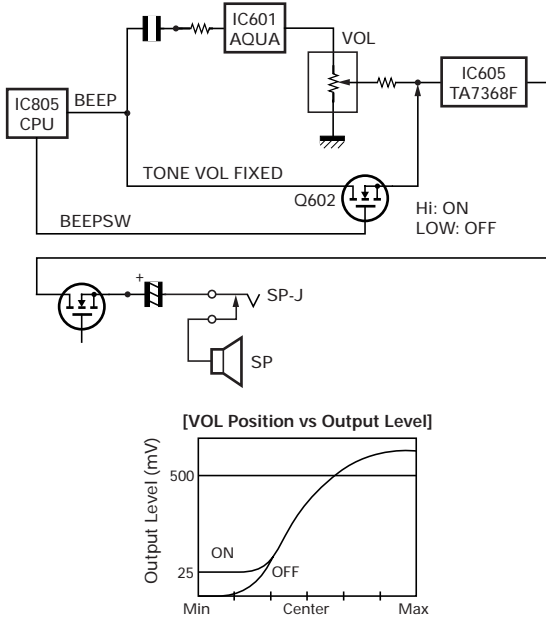 IC601
AQUA
VOL
IC605
TA7368F
IC805
CPU
BEEP
TONE VOL FIXED
Q602
Hi: ON
LOW: OFF
BEEPSW
+
SP-J
SP
[VOL Position vs Output Level]
Output Level (mV)
500
25
ON
OFF
Min
Center
Max